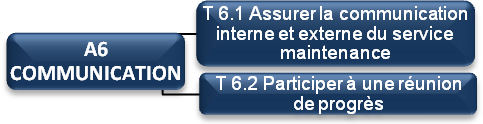 A6
COMMUNICATION
T 6.1 Assurer la communication
interne et externe du service
maintenance
T 6.2 Participer à une réunion
de progrès